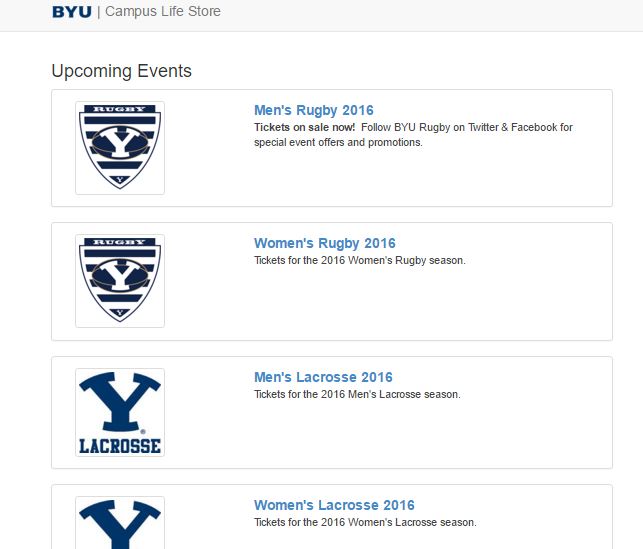 BYU | Campus Life Store
Upcoming Events
RUGBY
Y
Y
Men's Rugby 2016
Tickets on sale now! Follow BYU Rugby on Twitter & Facebook for
special event offers and promotions.
RUGBY
Y
Y
Women's Rugby 2016
Tickets for the 2016 Women's Rugby season.
Y®
LACROSSE
Men's Lacrosse 2016
Tickets for the 2016 Men's Lacrosse season.
Y
Women's Lacrosse 2016
Tickets for the 2016 Women's Lacrosse season.